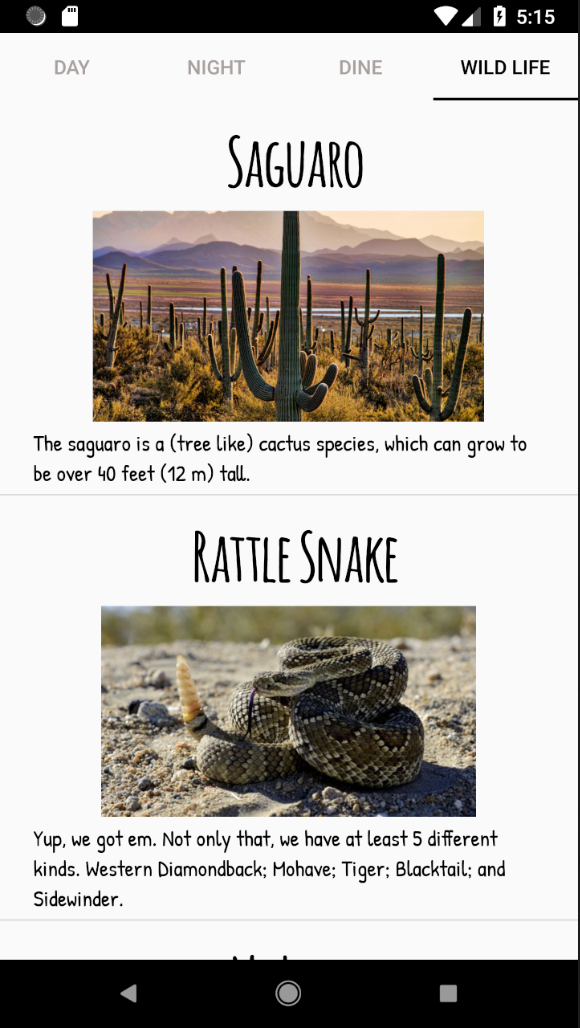 5:15
DAY NIGHT DINE WILD LIFE
SAGUARO
The saguaro is a (tree like) cactus species, which can grow to
be over 40 feet (12 m) tall.
RATTLE SNAKE
Yup, we got em. Not only that, we have at least 5 different
kinds. Western Diamondback; Mohave; Tiger; Blacktail; and
Sidewinder.